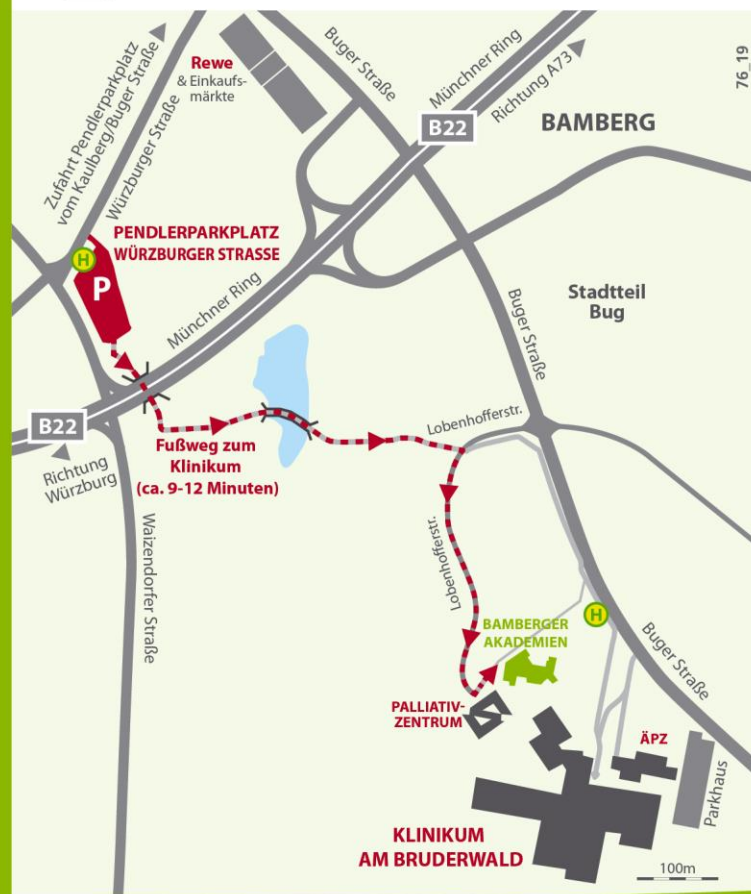 Zufahrt Pendlerparkplatz
vom Kaulberg/Buger Straße
Würzburger Straße
Rewe
& Einkaufs-
märkte
Buger Straße
Münchner Ring
Richtung A73
76_19
B22
BAMBERG
PENDLERPARKPLATZ
WÜRZBURGER STRASSE
H
P
Münchner Ring
Stadtteil
Bug
Buger Straße
B22
Richtung
Würzburg
Fußweg zum
Klinikum
(ca. 9-12 Minuten)
Lobenhofferstr.
Waizendorfer Straße
Lobenhofferstr.
H
BAMBERGER
AKADEMIEN
Buger Straße
PALLIATIV-
ZENTRUM
ÄPZ
Parkhaus
KLINIKUM
AM BRUDERWALD
100m